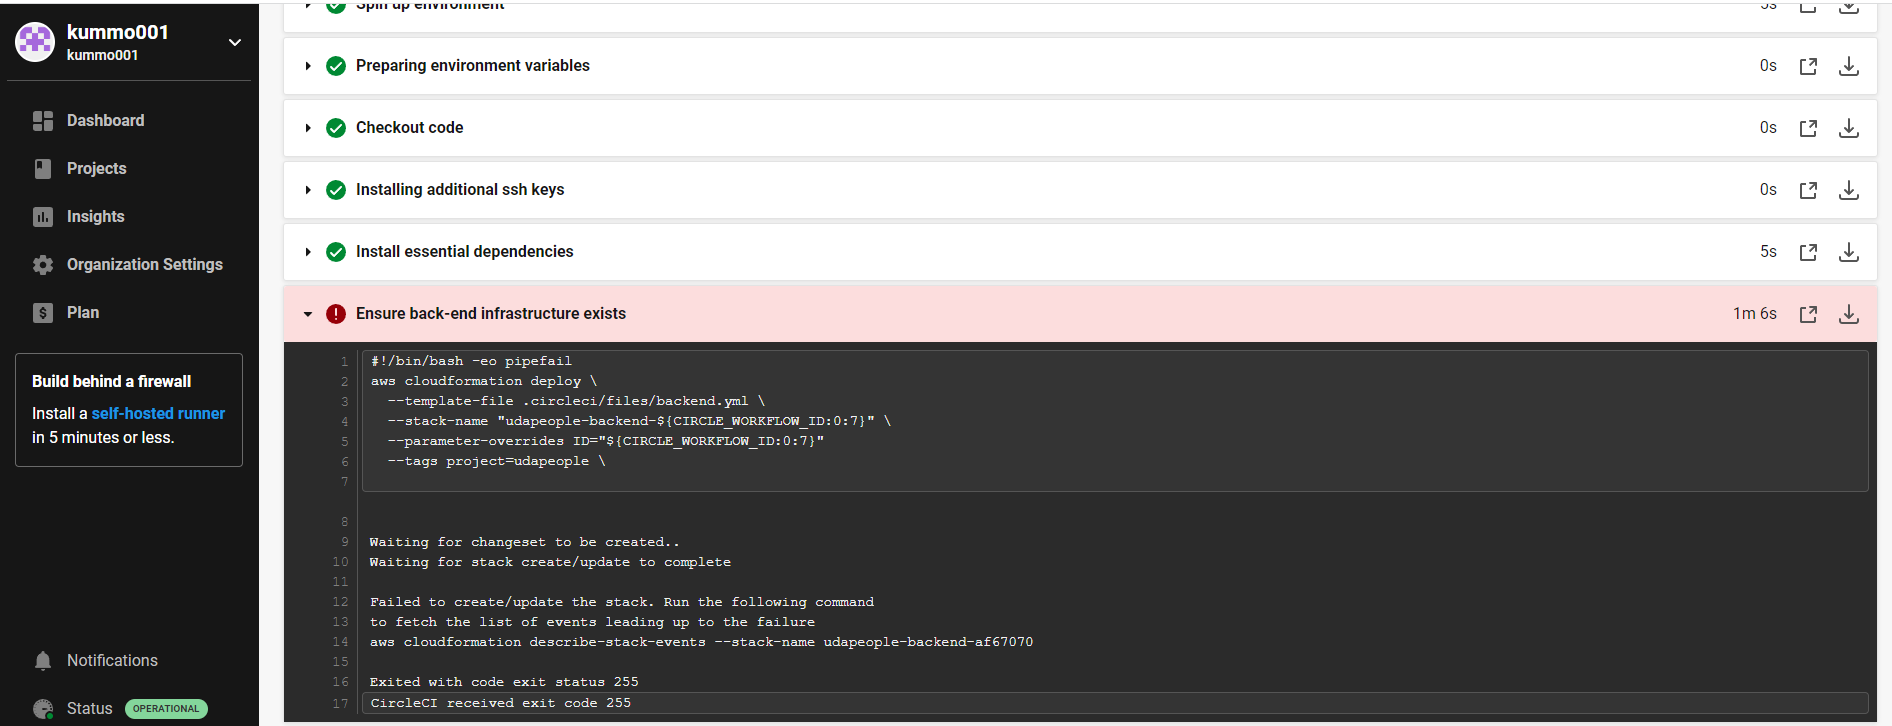 kummo001
kummo001
Dashboard
Projects
Insights
Organization Settings
$ Plan
Build behind a firewall
Install a self-hosted runner
in 5 minutes or less.
Notifications
Status OPERATIONAL
Spin up environment 5s
Preparing environment variables 0s
Checkout code 0s
Installing additional ssh keys 0s
Install essential dependencies 5s
! Ensure back-end infrastructure exists 1m 6s
1 #!/bin/bash -eo pipefail
2 aws cloudformation deploy \
3 --template-file .circleci/files/backend.yml \
4 --stack-name "udapeople-backend-${CIRCLE_WORKFLOW_ID:0:7}" \
5 --parameter-overrides ID="${CIRCLE_WORKFLOW_ID:0:7}"
6 --tags project=udapeople \
7
8
9 Waiting for changeset to be created..
10 Waiting for stack create/update to complete
11
12 Failed to create/update the stack. Run the following command
13 to fetch the list of events leading up to the failure
14 aws cloudformation describe-stack-events --stack-name udapeople-backend-af67070
15
16 Exited with code exit status 255
17 CircleCI received exit code 255